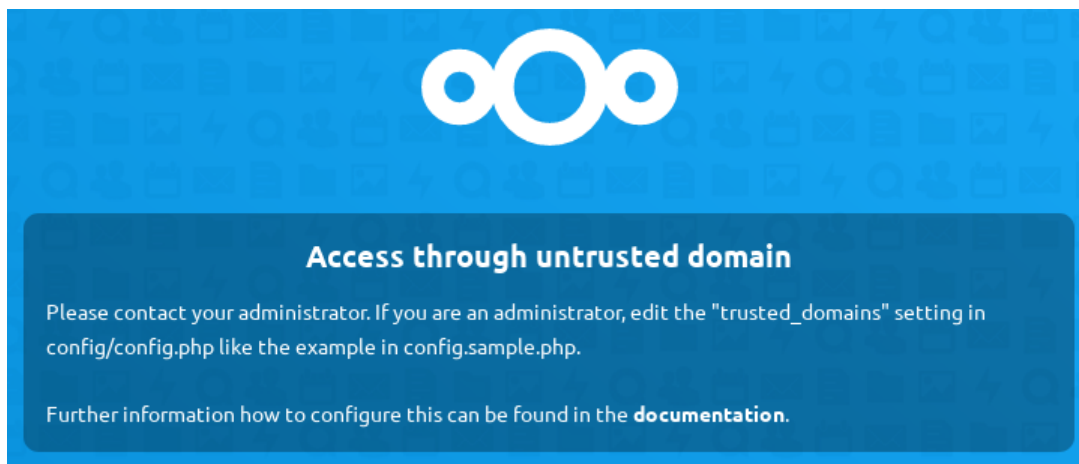 Access through untrusted domain
Please contact your administrator. If you are an administrator, edit the "trusted_domains" setting in
config/config.php like the example in config.sample.php.
Further information how to configure this can be found in the documentation.